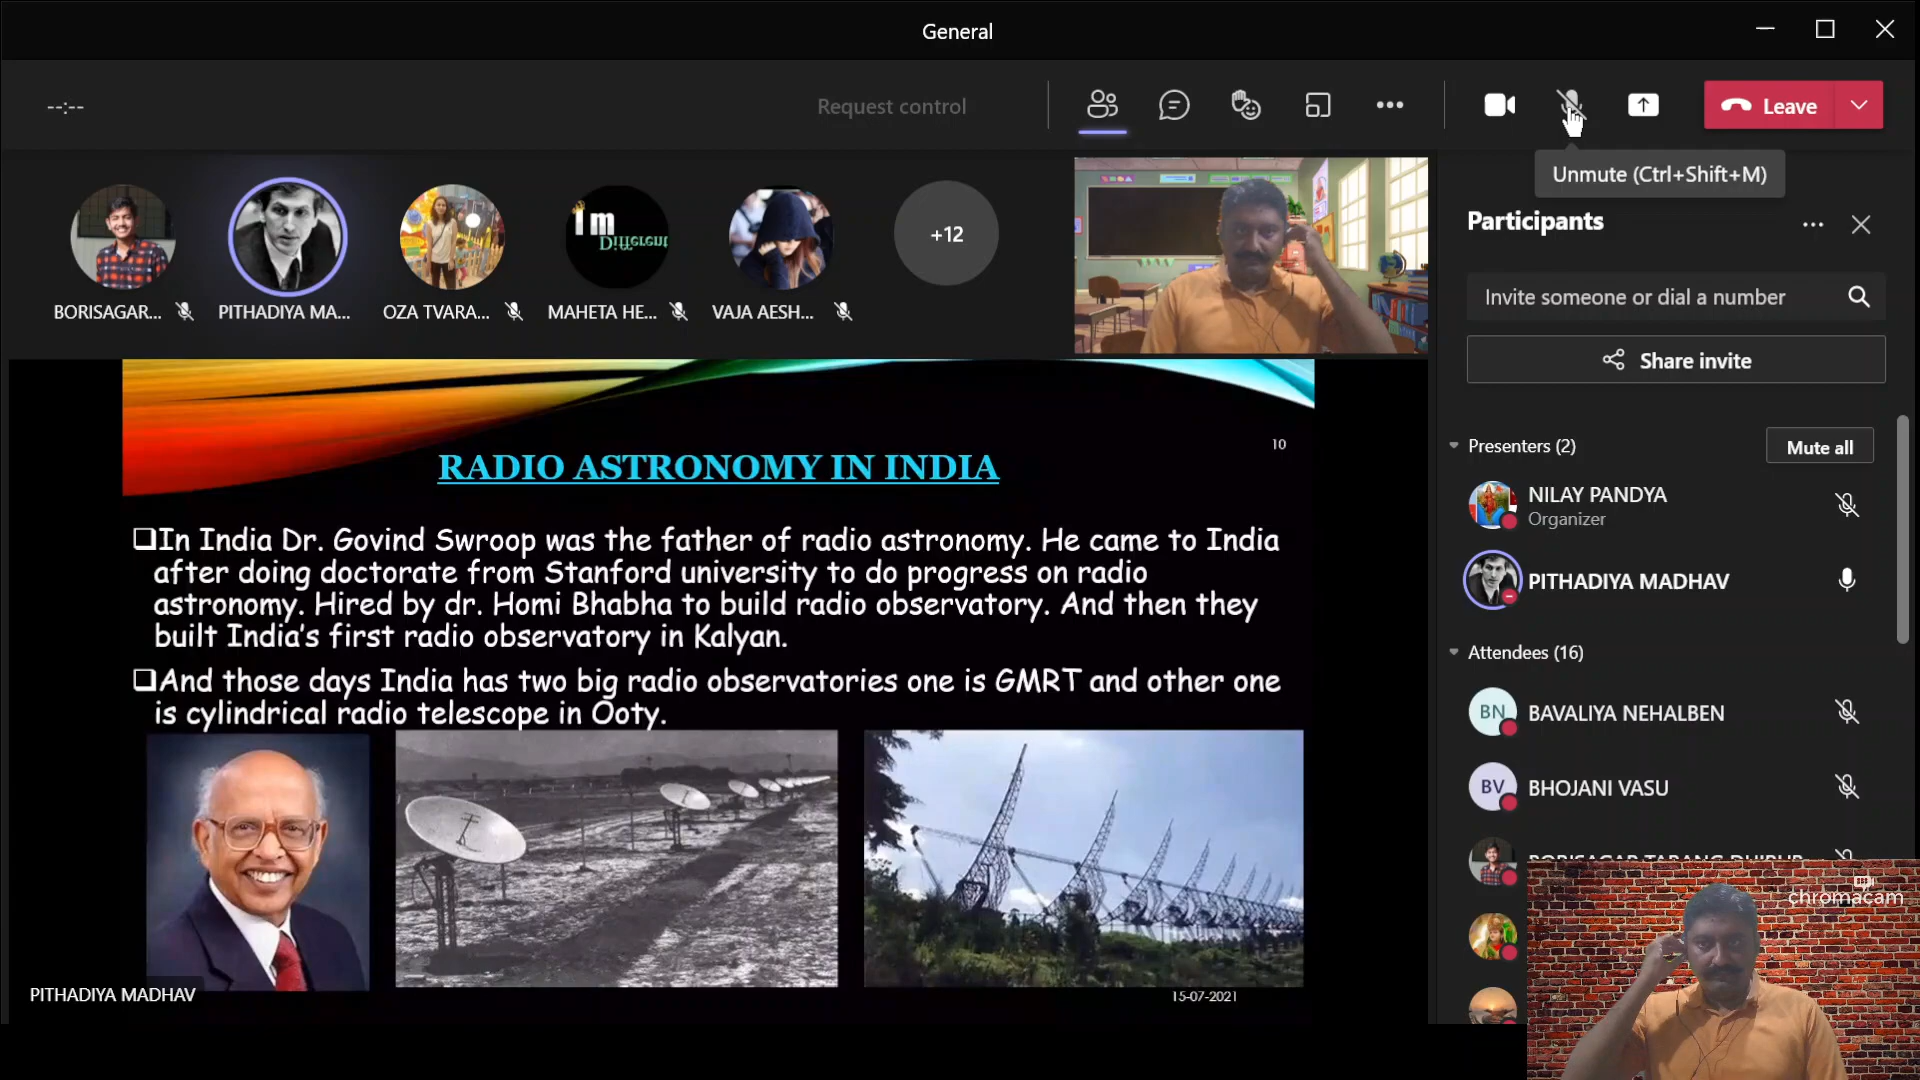 General
--:--
Request control
Leave
Unmute (Ctrl+Shift+M)
I m
Different
+12
BORISAGAR...
PITHADIYA MA...
OZA TVARA...
MAHETA HE...
VAJA AESH...
Participants
Invite someone or dial a number
Share invite
Presenters (2)
Mute all
NILAY PANDYA
Organizer
PITHADIYA MADHAV
Attendees (16)
BN
BAVALIYA NEHALBEN
BV
BHOJANI VASU
BORISAGAR TARANG
chromacam
10
RADIO ASTRONOMY IN INDIA
❑In India Dr. Govind Swroop was the father of radio astronomy. He came to India
after doing doctorate from Stanford university to do progress on radio
astronomy. Hired by dr. Homi Bhabha to build radio observatory. And then they
built India's first radio observatory in Kalyan.
❑And those days India has two big radio observatories one is GMRT and other one
is cylindrical radio telescope in Ooty.
15-07-2021
PITHADIYA MADHAV